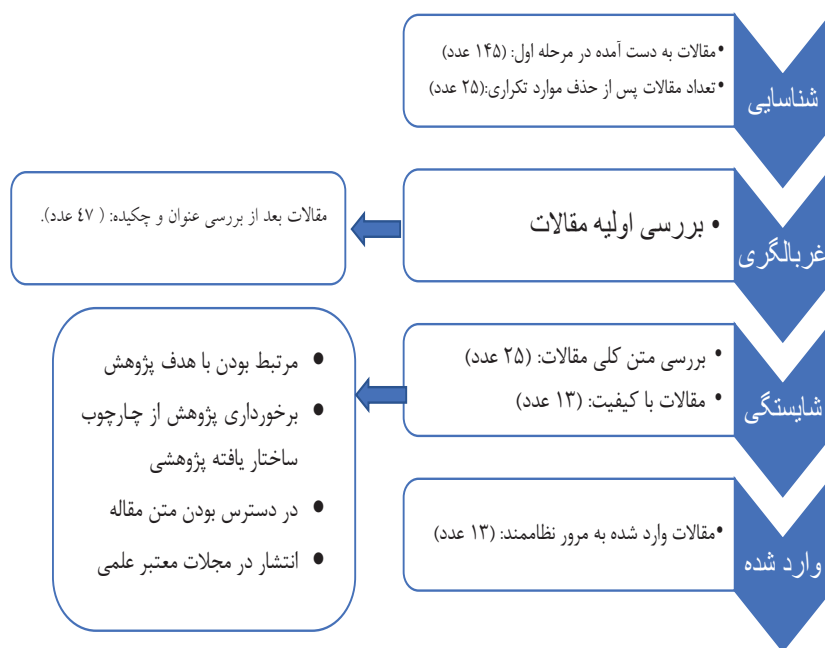 شناسایی
•مقالات به دست آمده در مرحله اول: (۱۴۵ عدد)
•تعداد مقالات پس از حذف موارد تکراری:(۲۵ عدد)
غربالگری
• بررسی اولیه مقالات
مقالات بعد از بررسی عنوان و چکیده: ( ٤٧ عدد).
شایستگی
• بررسی متن کلی مقالات: (۲۵ عدد)
• مقالات با کیفیت: (۱۳ عدد)
● مرتبط بودن با هدف پژوهش
● برخورداری پژوهش از چارچوب
ساختار یافته پژوهشی
● در دسترس بودن متن مقاله
● انتشار در مجلات معتبر علمی
وارد شده
•مقالات وارد شده به مرور نظاممند: (۱۳ عدد)